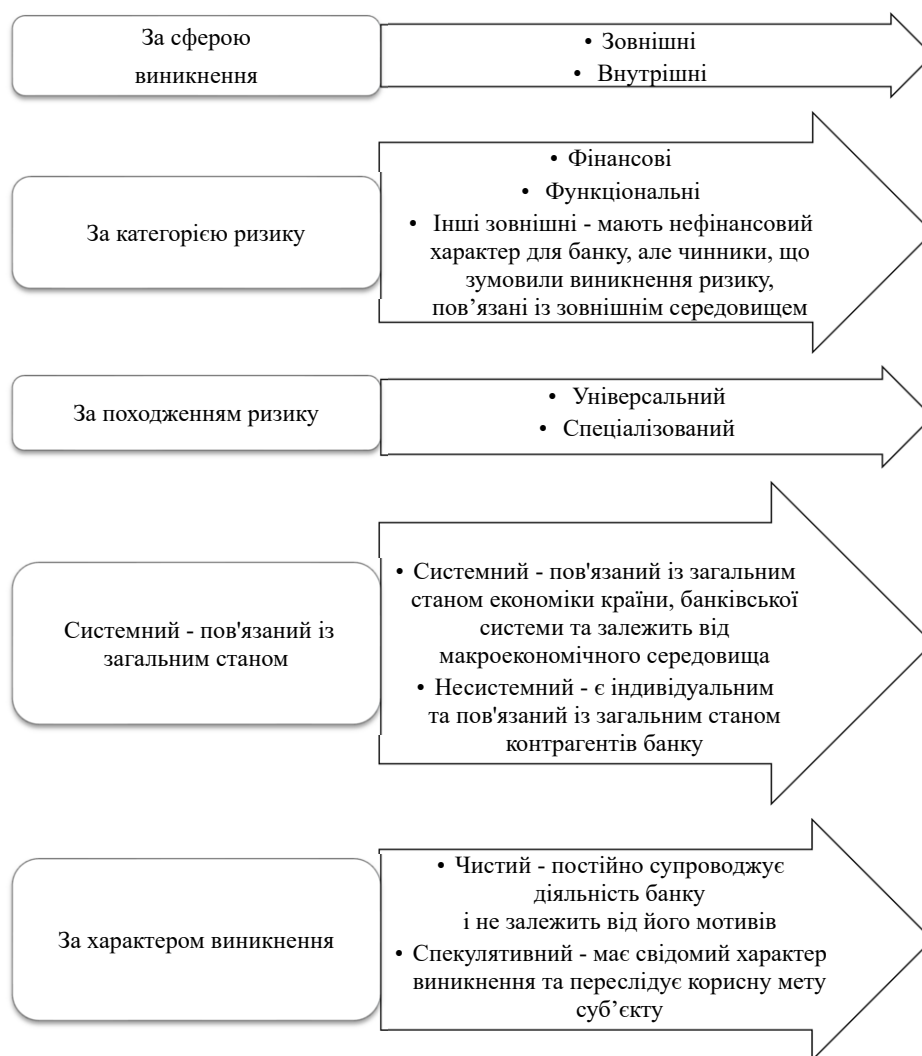 За сферою
виникнення
• Зовнішні
• Внутрішні
За категорією ризику
• Фінансові
• Функціональні
• Інші зовнішні - мають нефінансовий
характер для банку, але чинники, що
зумовили виникнення ризику,
пов’язані із зовнішнім середовищем
За походженням ризику
• Універсальний
• Спеціалізований
Системний - пов'язаний із
загальним станом
• Системний - пов'язаний із загальним
станом економіки країни, банківської
системи та залежить від
макроекономічного середовища
• Несистемний - є індивідуальним
та пов'язаний із загальним станом
контрагентів банку
За характером виникнення
• Чистий - постійно супроводжує
діяльність банку
і не залежить від його мотивів
• Спекулятивний - має свідомий характер
виникнення та переслідує корисну мету
суб’єкту